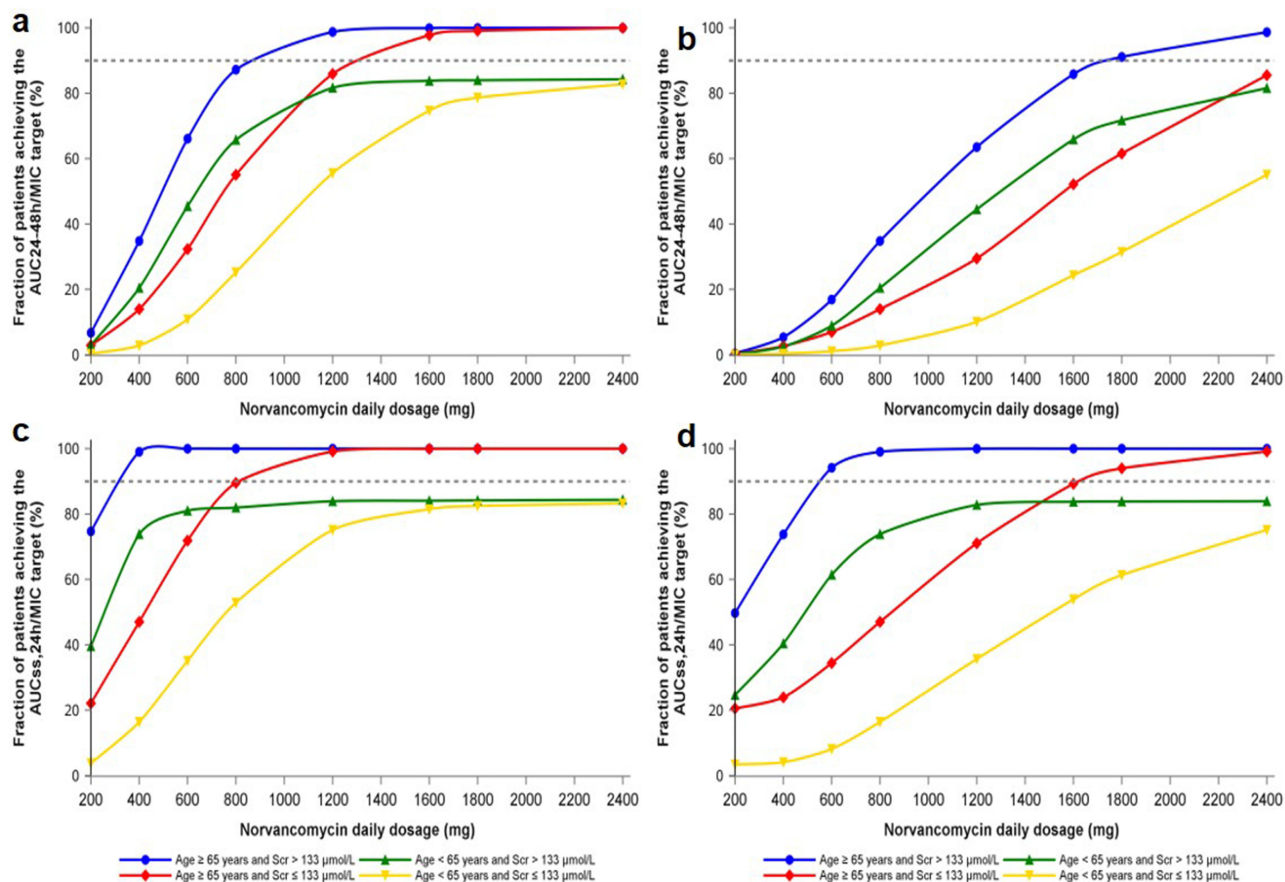 a
Fraction of patients achieving the
AUC24-48h/MIC target (%)
100
80
60
40
20
0
200 400 600 800 1000 1200 1400 1600 1800 2000 2200 2400
Norvancomycin daily dosage (mg)
b
Fraction of patients achieving the
AUC24-48h/MIC target (%)
100
80
60
40
20
0
200 400 600 800 1000 1200 1400 1600 1800 2000 2200 2400
Norvancomycin daily dosage (mg)
c
Fraction of patients achieving the
AUCss,24h/MIC target (%)
100
80
60
40
20
0
200 400 600 800 1000 1200 1400 1600 1800 2000 2200 2400
Norvancomycin daily dosage (mg)
d
Fraction of patients achieving the
AUCss,24h/MIC target (%)
100
80
60
40
20
0
200 400 600 800 1000 1200 1400 1600 1800 2000 2200 2400
Norvancomycin daily dosage (mg)
Age ≥ 65 years and Scr > 133 μmol/L Age < 65 years and Scr > 133 μmol/L
Age ≥ 65 years and Scr ≤ 133 μmol/L Age < 65 years and Scr ≤ 133 μmol/L
Age ≥ 65 years and Scr > 133 μmol/L Age < 65 years and Scr > 133 μmol/L
Age ≥ 65 years and Scr ≤ 133 μmol/L Age < 65 years and Scr ≤ 133 μmol/L